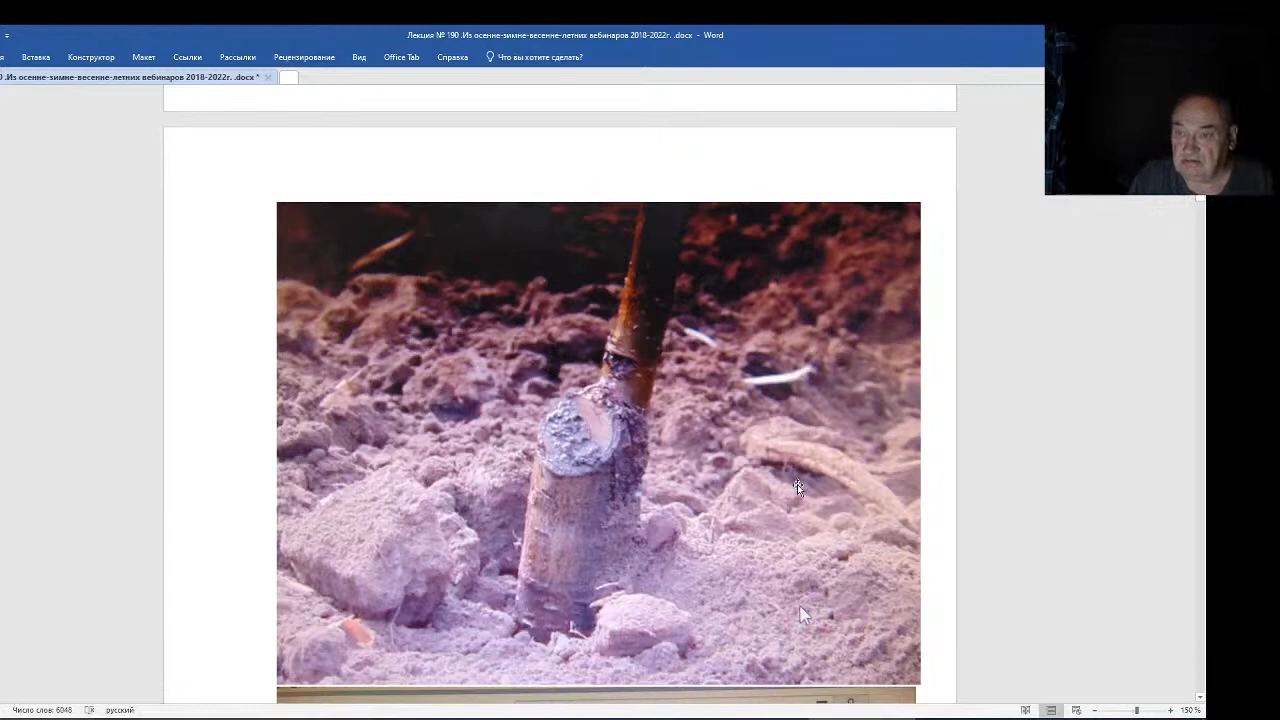 Лекция № 190 .Из осенне-зимне-весенне-летних вебинаров 2018-2022г. .docx - Word
Вставка Конструктор Макет Ссылки Рассылки Рецензирование Вид Office Tab Справка Что вы хотите сделать?
0 .Из осенне-зимне-весенне-летних вебинаров 2018-2022г. .docx *
Число слов: 6048 русский 150 %